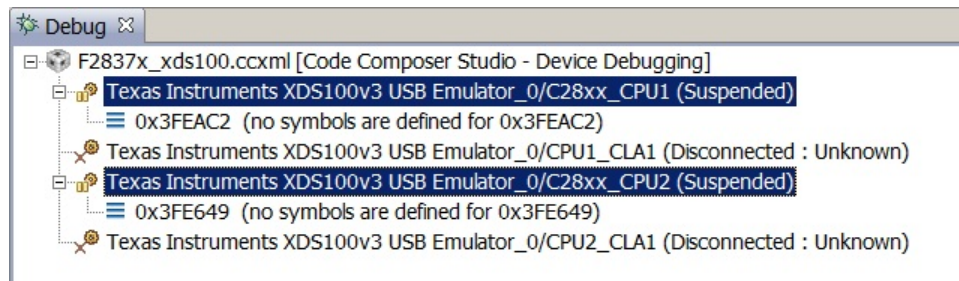 Debug
F2837x_xds100.ccxml [Code Composer Studio - Device Debugging]
Texas Instruments XDS100v3 USB Emulator_0/C28xx_CPU1 (Suspended)
0x3FEAC2 (no symbols are defined for 0x3FEAC2)
Texas Instruments XDS100v3 USB Emulator_0/CPU1_CLA1 (Disconnected : Unknown)
Texas Instruments XDS100v3 USB Emulator_0/C28xx_CPU2 (Suspended)
0x3FE649 (no symbols are defined for 0x3FE649)
Texas Instruments XDS100v3 USB Emulator_0/CPU2_CLA1 (Disconnected : Unknown)